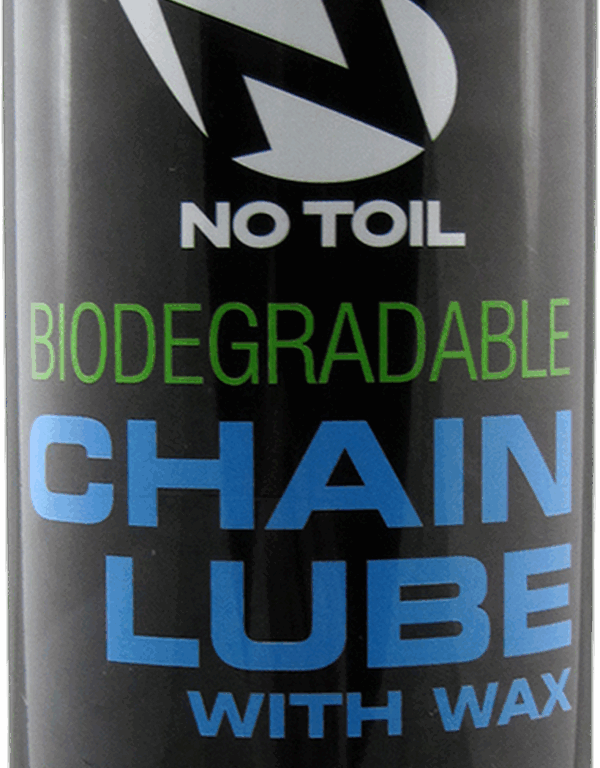 NO TOIL
BIODEGRADABLE
CHAIN
LUBE
WITH WAX